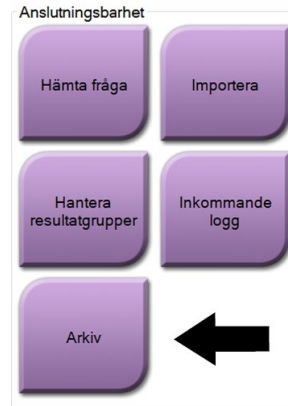 Anslutningsbarhet
Hämta fråga
Importera
Hantera
resultatgrupper
Inkommande
logg
Arkiv